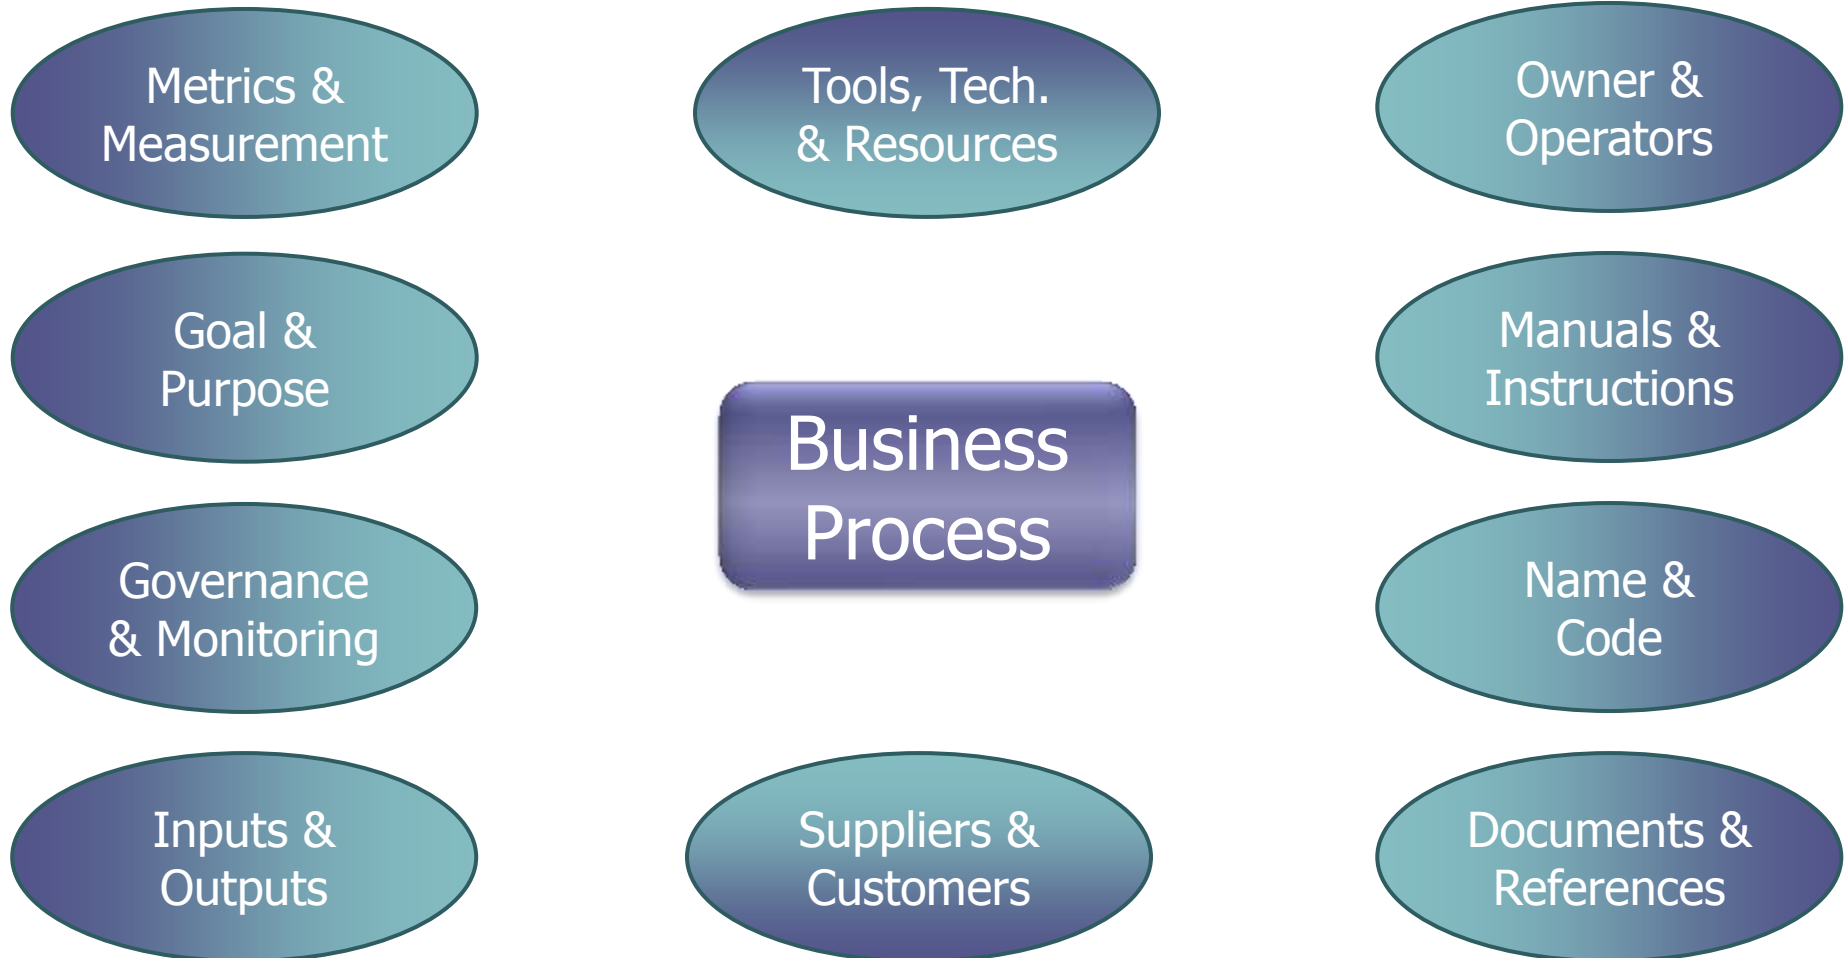 Metrics &
Measurement
Tools, Tech.
& Resources
Owner &
Operators
Goal &
Purpose
Manuals &
Instructions
Business
Process
Governance
& Monitoring
Name &
Code
Inputs &
Outputs
Suppliers &
Customers
Documents &
References